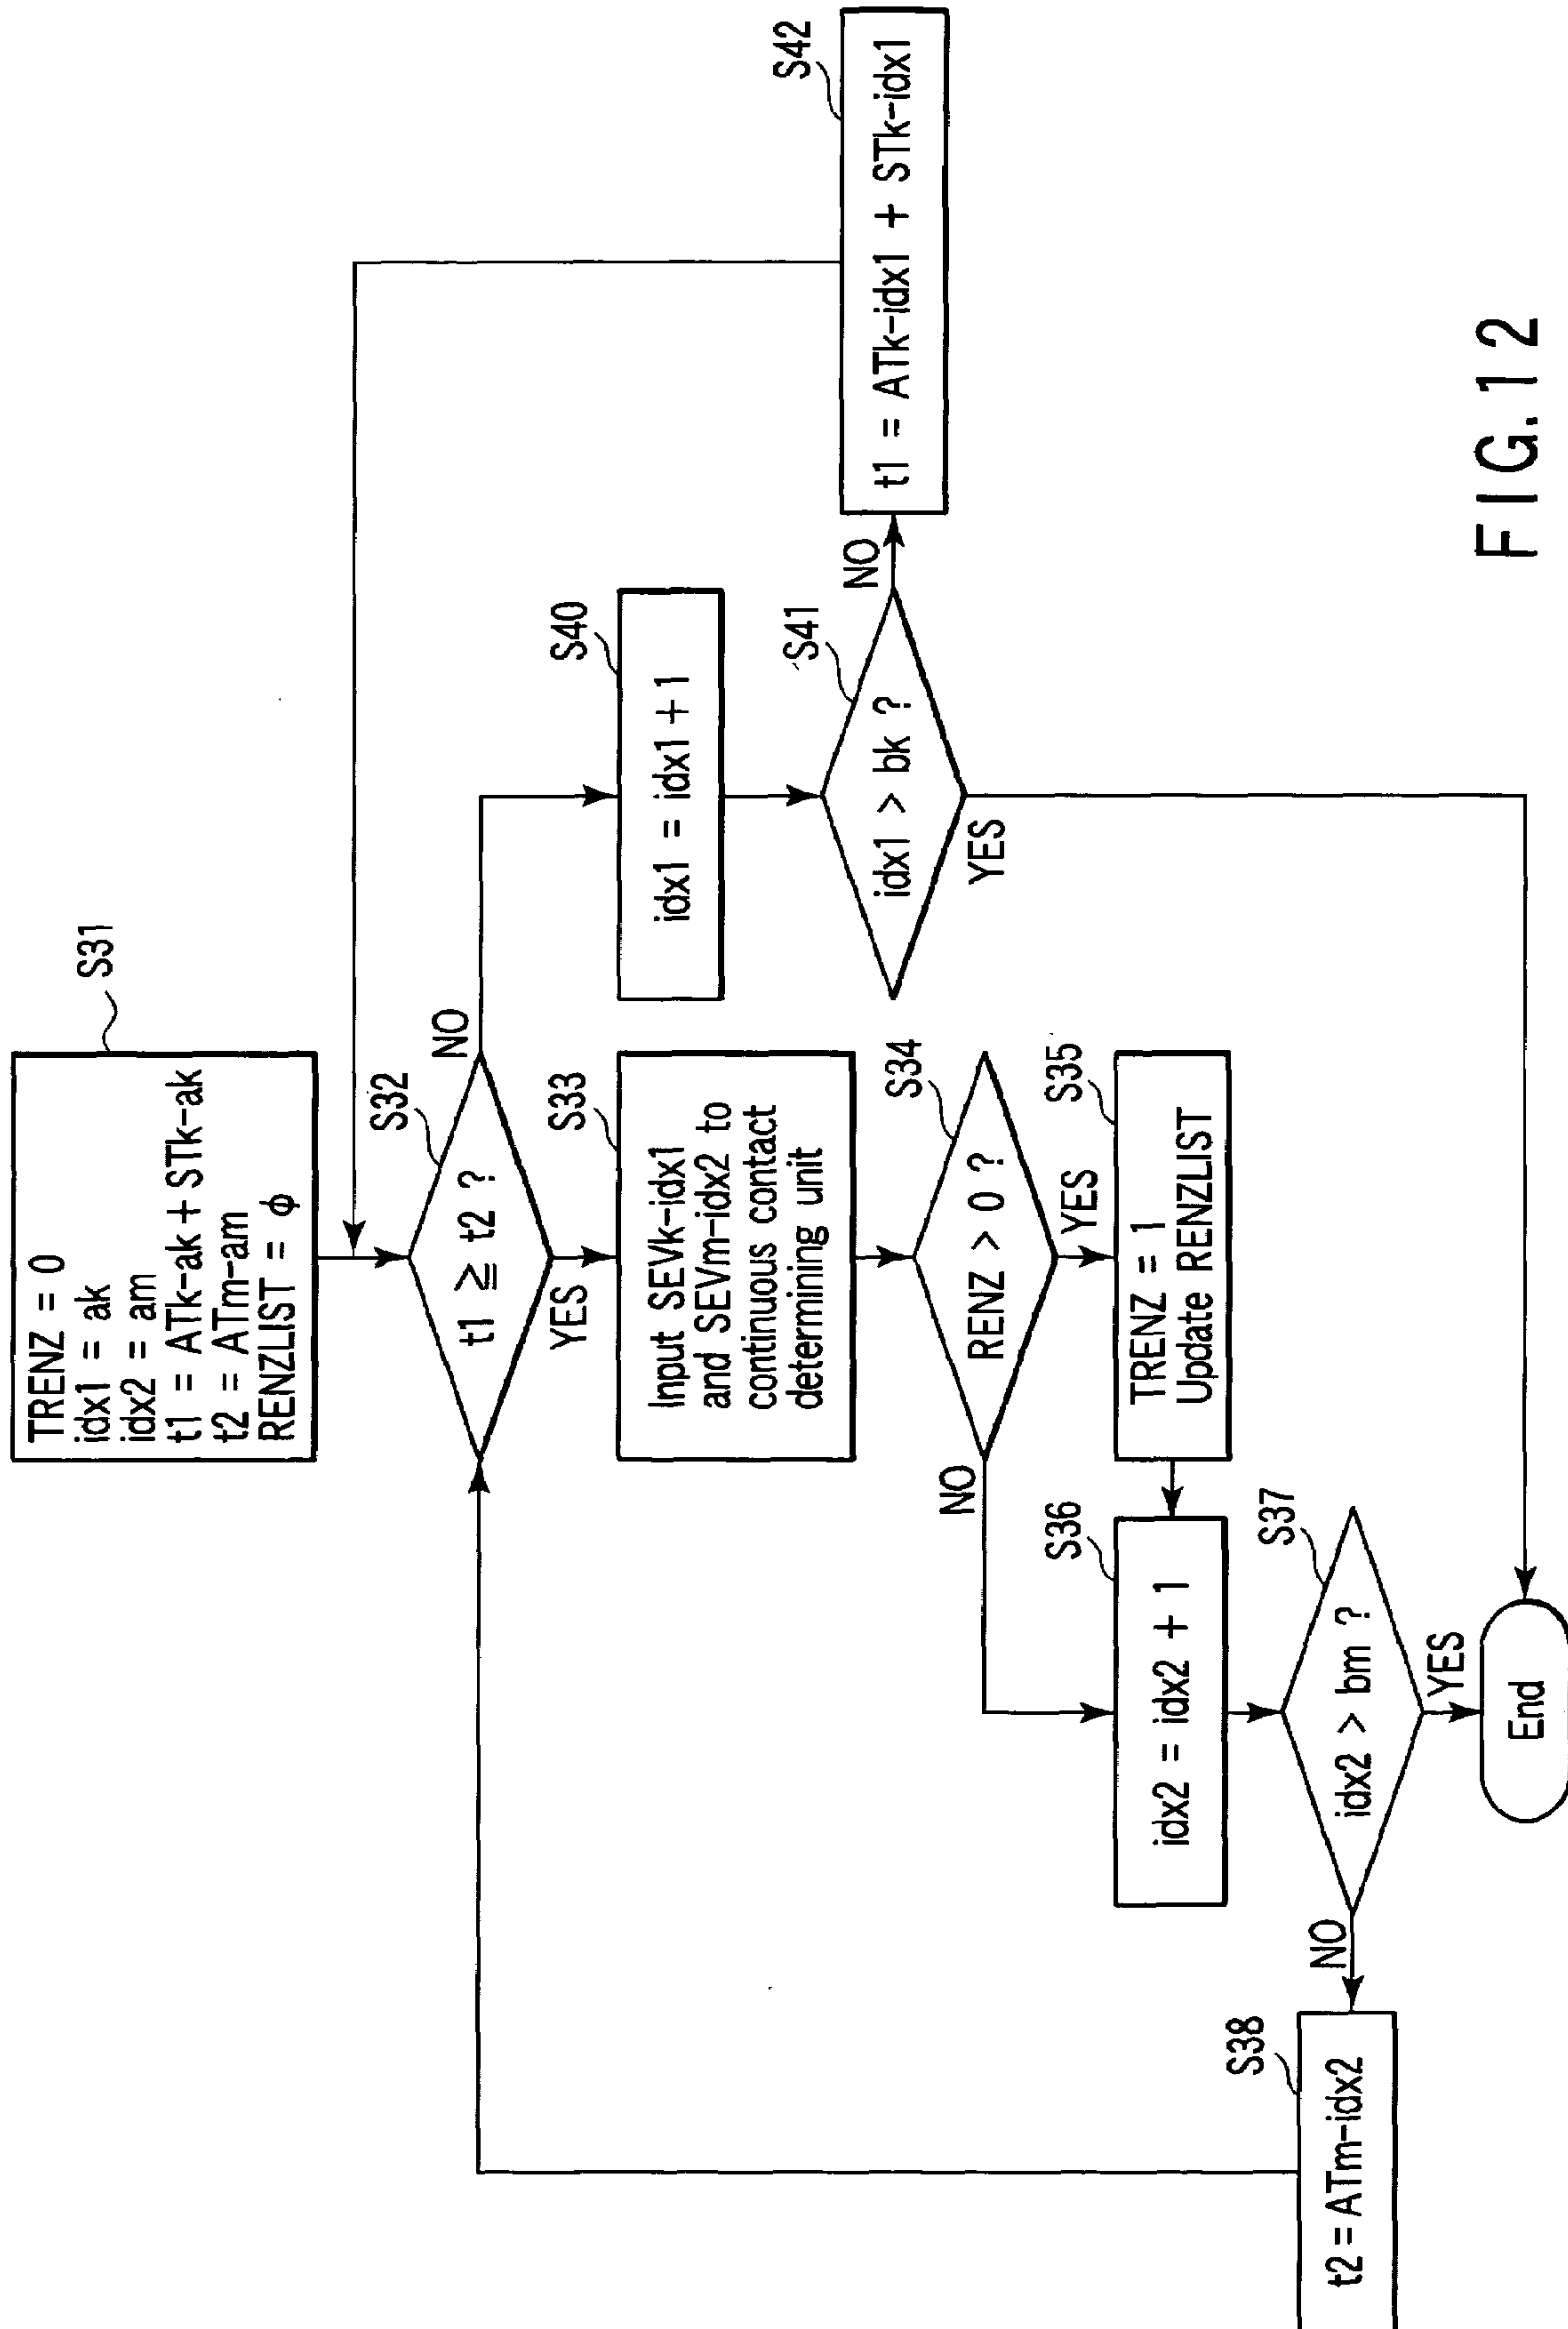 S31
TRENZ = 0
idx1 = ak
idx2 = am
t1 = ATk-ak + STk-ak
t2 = ATm-am
RENZLIST = ϕ
S32
t1 ≧ t2 ?
NO
YES
S33
Input SEVk-idx1
and SEVm-idx2 to
continuous contact
determining unit
S34
RENZ > 0 ?
NO
YES
S35
TRENZ = 1
Update RENZLIST
S36
idx2 = idx2 + 1
S37
idx2 > bm ?
NO
YES
S38
t2 = ATm-idx2
S40
idx1 = idx1 + 1
S41
idx1 > bk ?
NO
YES
S42
t1 = ATk-idx1 + STk-idx1
End
FIG.12